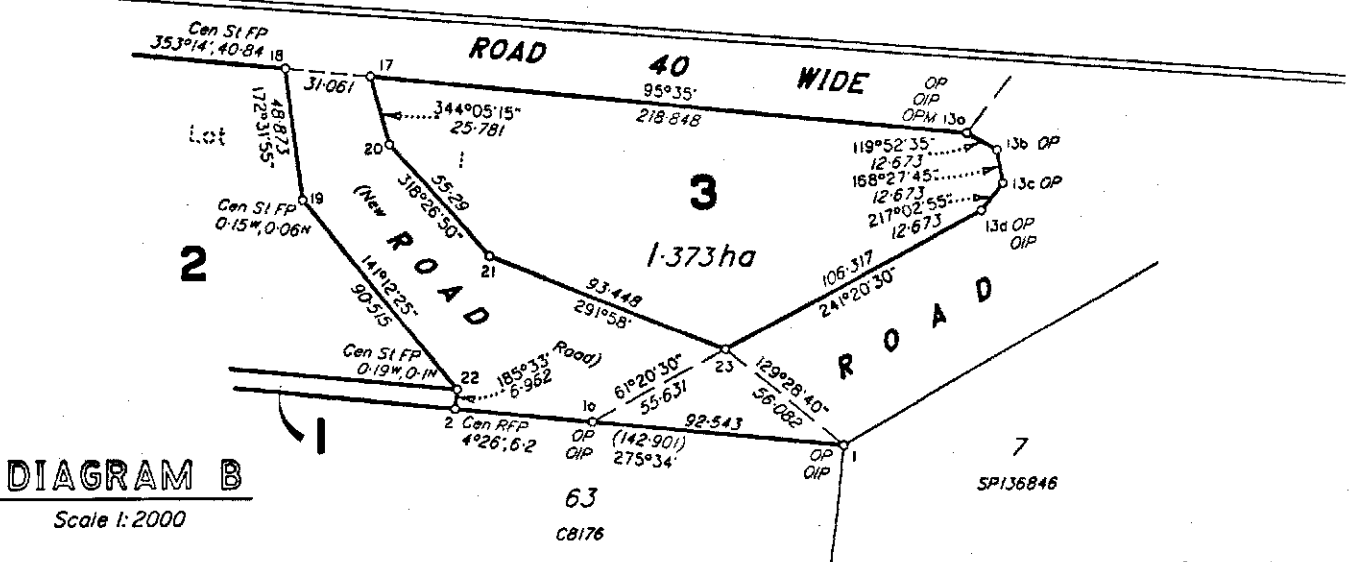 Cen St FP
353°14', 40·84
18
17
31·061
ROAD 40 WIDE
95°35'
218·848
OP
OIP
OPM 13a
13b OP
13c OP
13d OP
OIP
119°52'35"
12·673
168°27'45"
12·673
217°02'55"
12·673
48·873
172°31'55"
Lot
344°05'15"
25·781
20
55·29
318°26'50"
3
1·373ha
19
Cen St FP
0·15W, 0·06N
2
(New
ROAD
Road)
21
141°12'25"
90·515
93·448
291°58'
106·317
241°20'30"
ROAD
Cen St FP
0·19W, 0·1N
22
185°33'
6·962
23
61°20'30"
55·631
129°28'40"
56·082
1
2
Cen RFP
4°26', 6·2
OP
OIP
92·543
(142·901)
275°34'
OP
OIP
1
7
SP136846
63
C8176
DIAGRAM B
Scale 1:2000